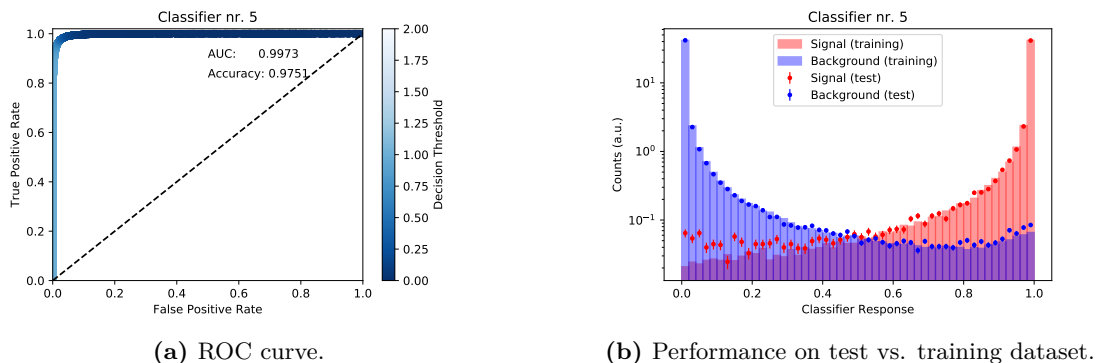 Classifier nr. 5
1.0
0.8
0.6
0.4
0.2
0.0
True Positive Rate
AUC: 0.9973
Accuracy: 0.9751
0.0 0.2 0.4 0.6 0.8 1.0
False Positive Rate
2.00
1.75
1.50
1.25
1.00
0.75
0.50
0.25
0.00
Decision Threshold
(a) ROC curve.
Classifier nr. 5
10¹
10⁰
10⁻¹
Counts (a.u.)
Signal (training)
Background (training)
Signal (test)
Background (test)
0.0 0.2 0.4 0.6 0.8 1.0
Classifier Response
(b) Performance on test vs. training dataset.